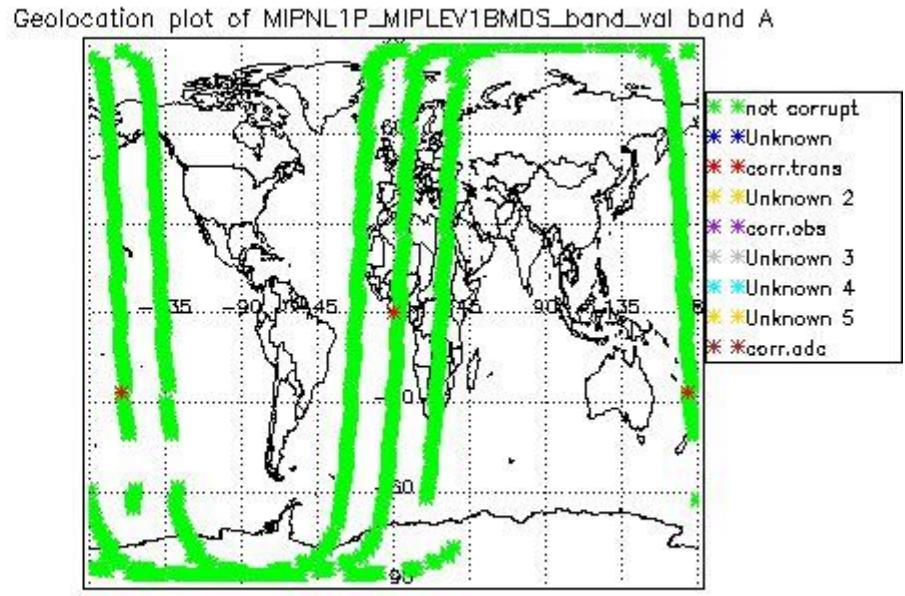 Geolocation plot of MIPNL1P_MIPLEV1BMDS_band_val band A
not corrupt
Unknown
corr.trans
Unknown 2
corr.obs
Unknown 3
Unknown 4
Unknown 5
corr.adc
60
-135 -90 -45 45 90 135
-60
-90